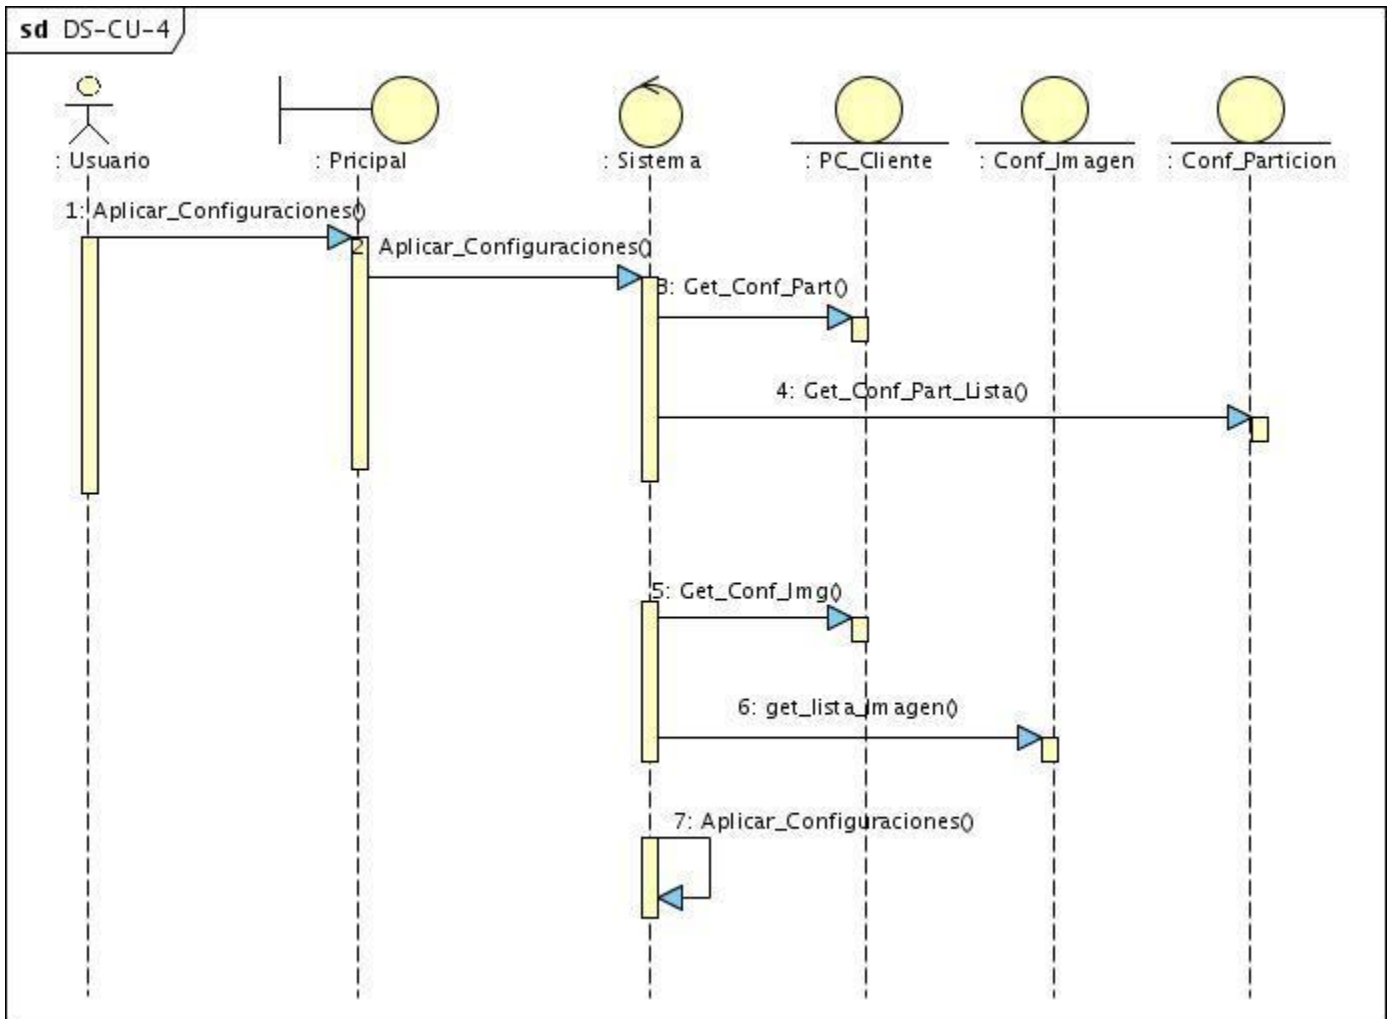 sd DS-CU-4
: Usuario
: Pricipal
: Sistema
: PC_Cliente
: Conf_Imagen
: Conf_Particion
1: Aplicar_Configuraciones()
2: Aplicar_Configuraciones()
3: Get_Conf_Part()
4: Get_Conf_Part_Lista()
5: Get_Conf_Img()
6: get_lista_Imagen()
7: Aplicar_Configuraciones()